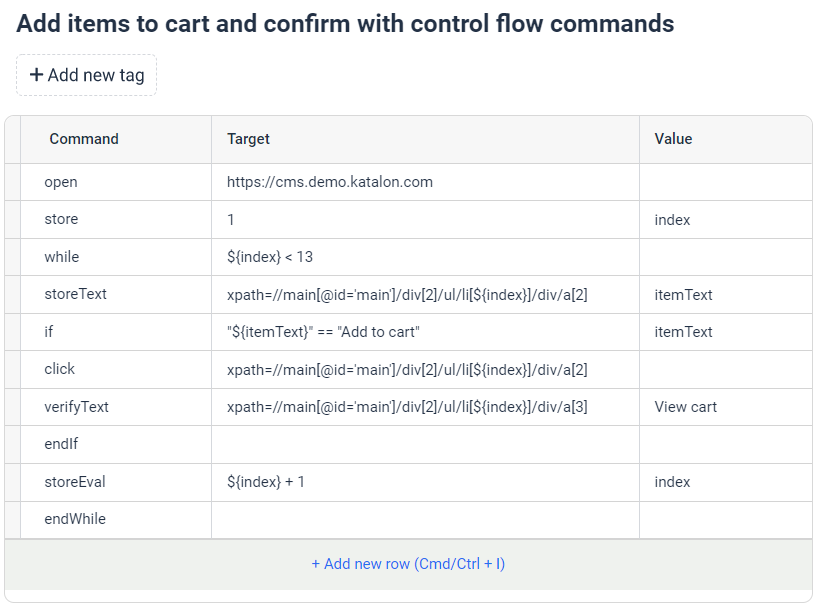 Add items to cart and confirm with control flow commands
+ Add new tag
Command Target Value
open https://cms.demo.katalon.com
store 1 index
while ${index} < 13
storeText xpath=//main[@id='main']/div[2]/ul/li[${index}]/div/a[2] itemText
if "${itemText}" == "Add to cart" itemText
click xpath=//main[@id='main']/div[2]/ul/li[${index}]/div/a[2]
verifyText xpath=//main[@id='main']/div[2]/ul/li[${index}]/div/a[3] View cart
endIf
storeEval ${index} + 1 index
endWhile
+ Add new row (Cmd/Ctrl + I)